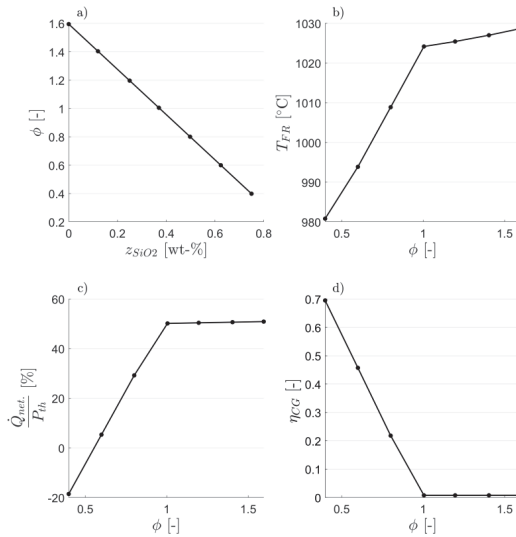 a)
1.6
1.4
1.2
1
0.8
0.6
0.4
0.2
ϕ [-]
0 0.2 0.4 0.6 0.8
z_SiO2 [wt-%]
b)
1030
1020
1010
1000
990
980
T_FR [°C]
0.5 1 1.5
ϕ [-]
c)
60
40
20
0
-20
Q̇_net. / P_th [%]
0.5 1 1.5
ϕ [-]
d)
0.7
0.6
0.5
0.4
0.3
0.2
0.1
0
η_CG [-]
0.5 1 1.5
ϕ [-]